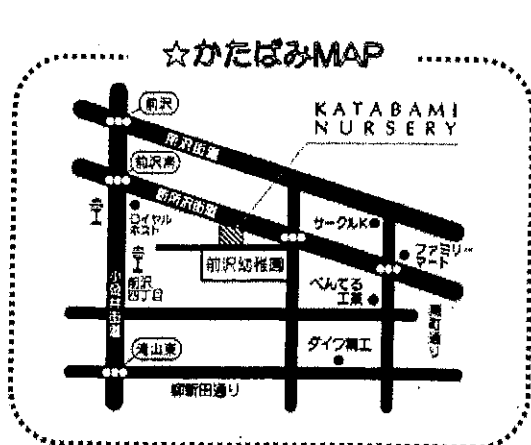 ☆かたばみMAP
前沢
KATABAMI
NURSERY
所沢街道
前沢南
新所沢街道
ロイヤル
ホスト
サークルK
ファミリー
マート
前沢幼稚園
前沢
四丁目
小金井街道
ぺんてる
工業
滝山東
ダイワ精工
柳新田通り